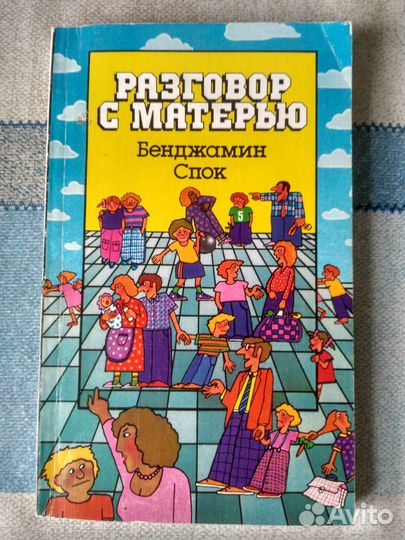 РАЗГОВОР
С МАТЕРЬЮ
Бенджамин
Спок
5
Avito